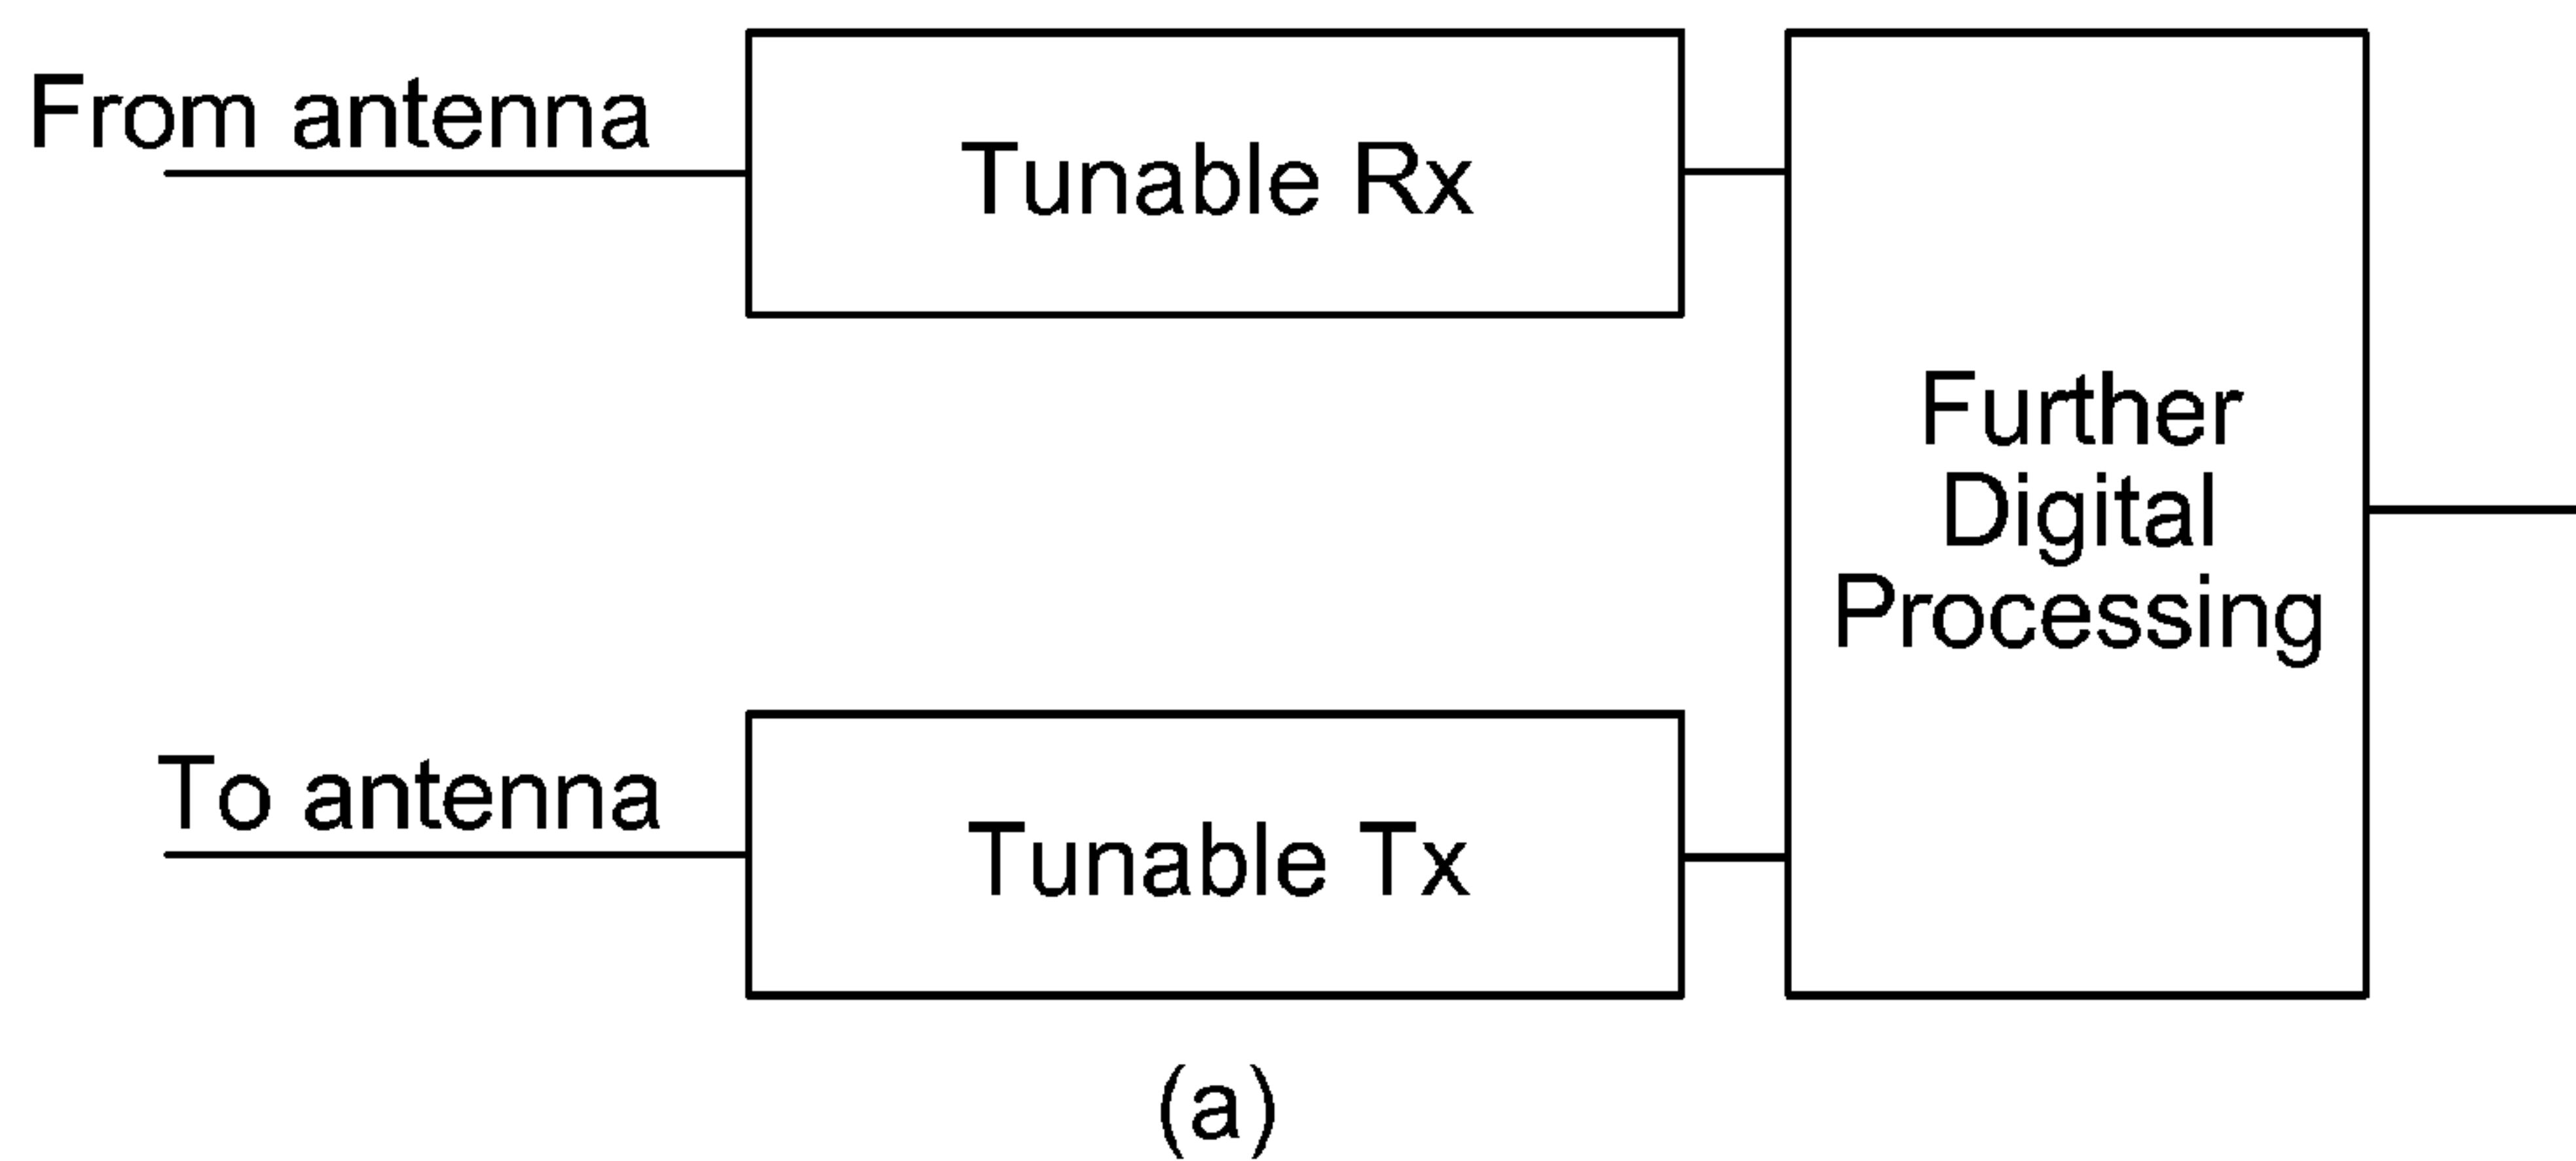 From antenna
Tunable Rx
Further
Digital
Processing
To antenna
Tunable Tx
(a)